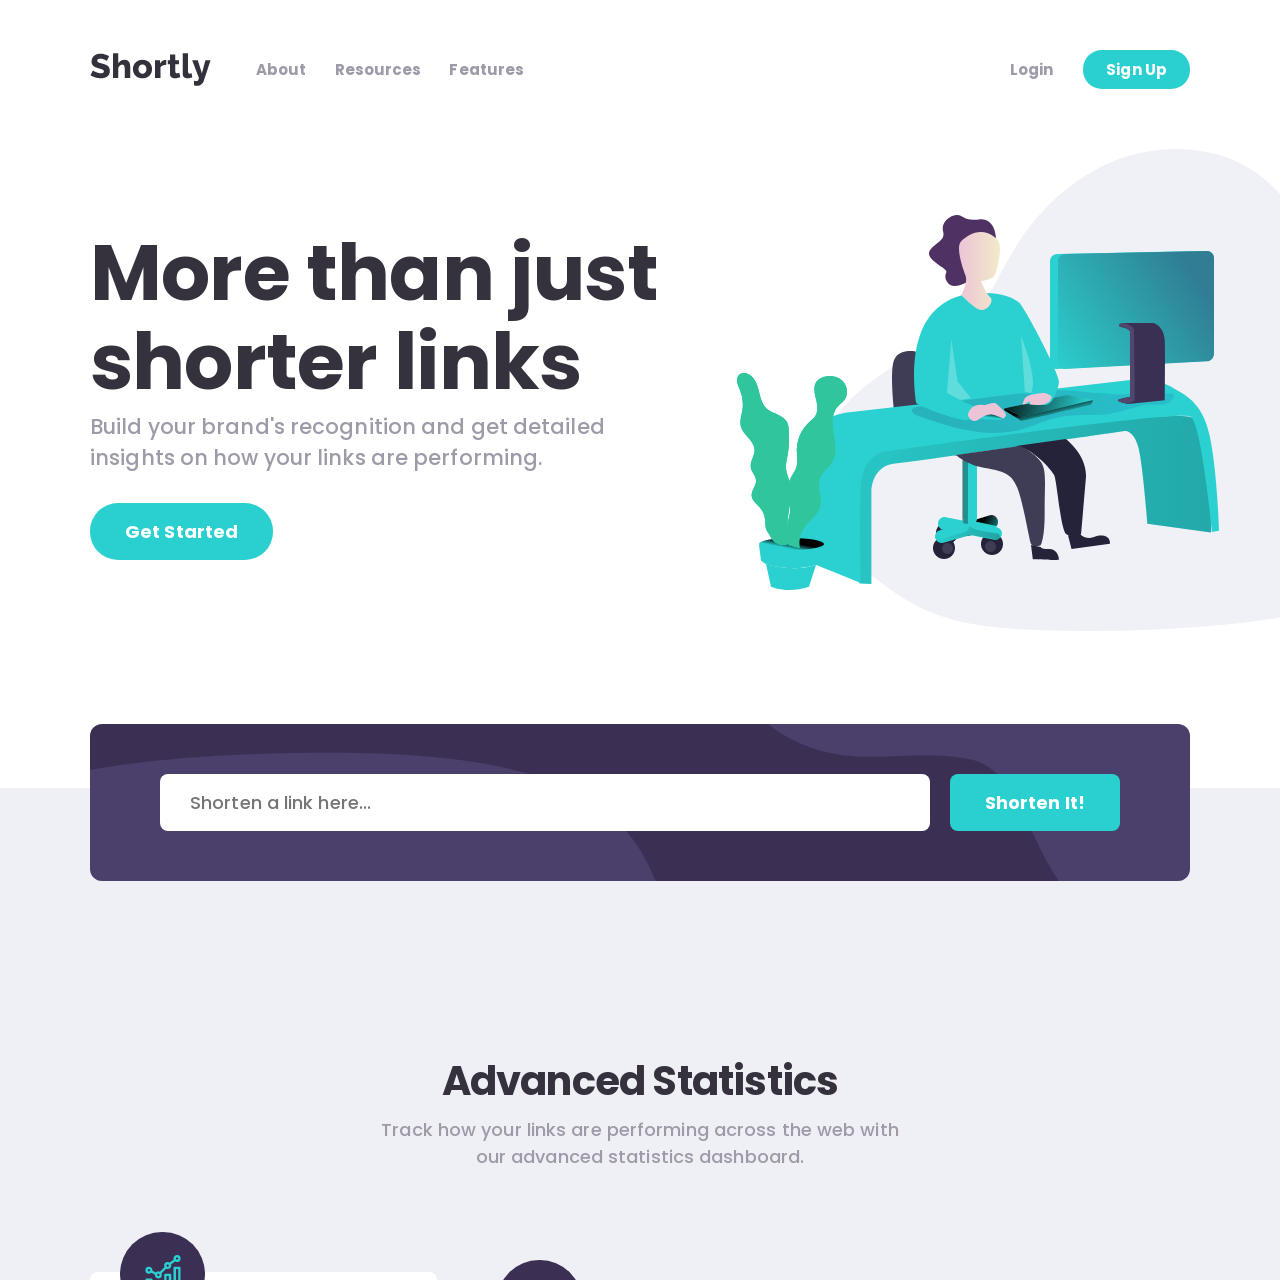 Shortly
About Resources Features
Login Sign Up
More than just
shorter links
Build your brand's recognition and get detailed
insights on how your links are performing.
Get Started
Shorten a link here...
Shorten It!
Advanced Statistics
Track how your links are performing across the web with
our advanced statistics dashboard.